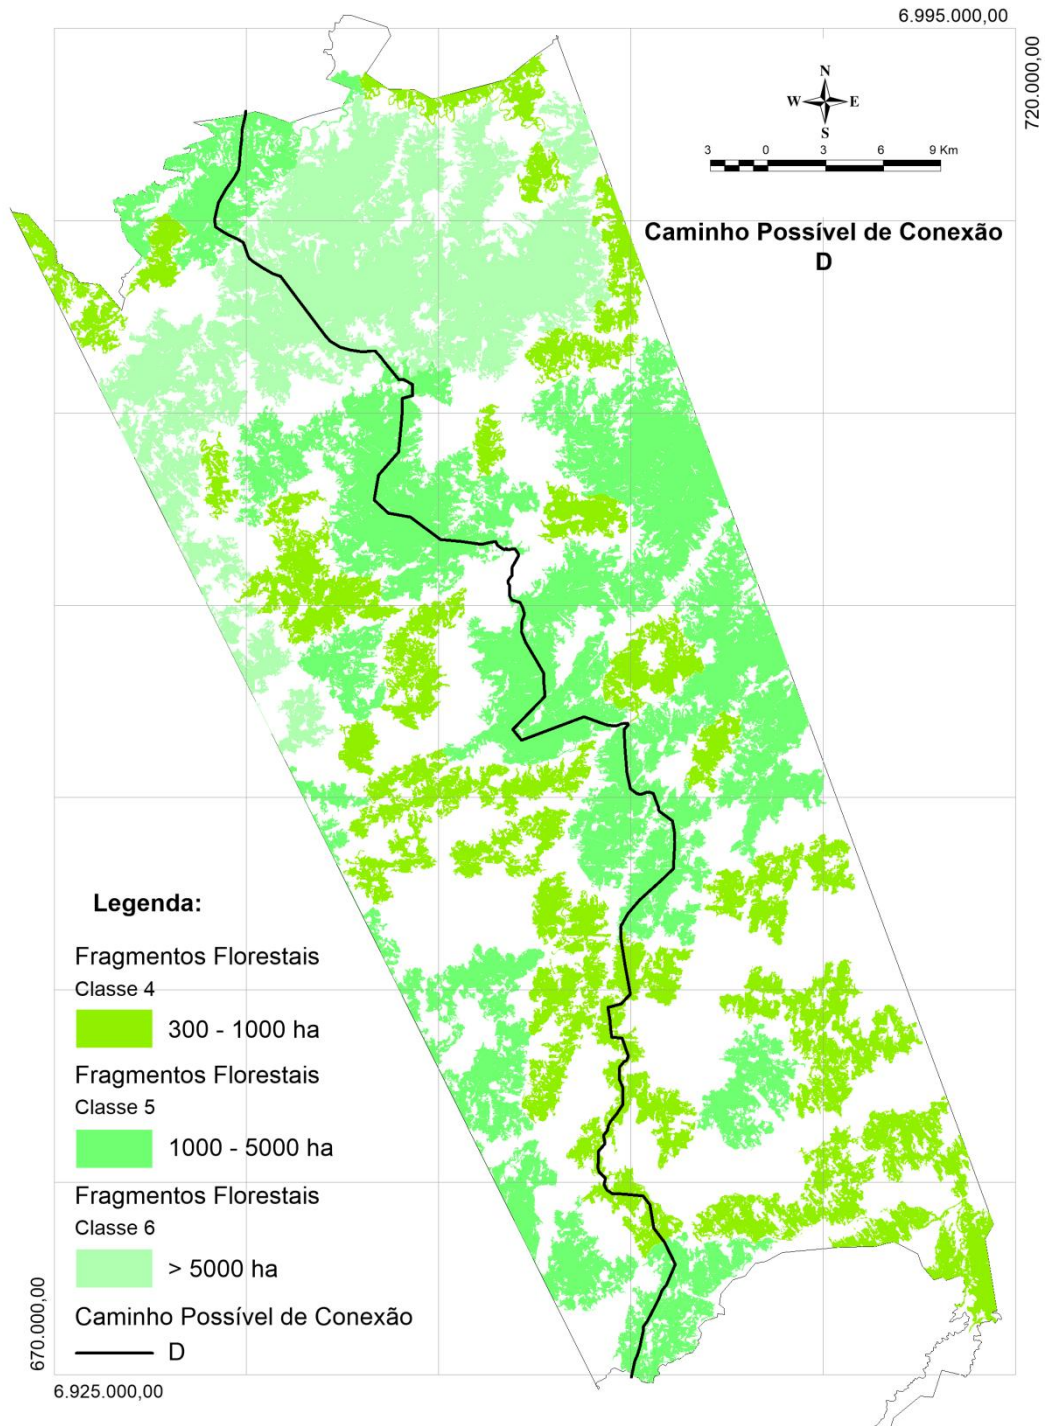 6.995.000,00
720.000,00
N
W E
S
3 0 3 6 9 Km
Caminho Possível de Conexão
D
Legenda:
Fragmentos Florestais
Classe 4
300 - 1000 ha
Fragmentos Florestais
Classe 5
1000 - 5000 ha
Fragmentos Florestais
Classe 6
> 5000 ha
Caminho Possível de Conexão
D
670.000,00
6.925.000,00